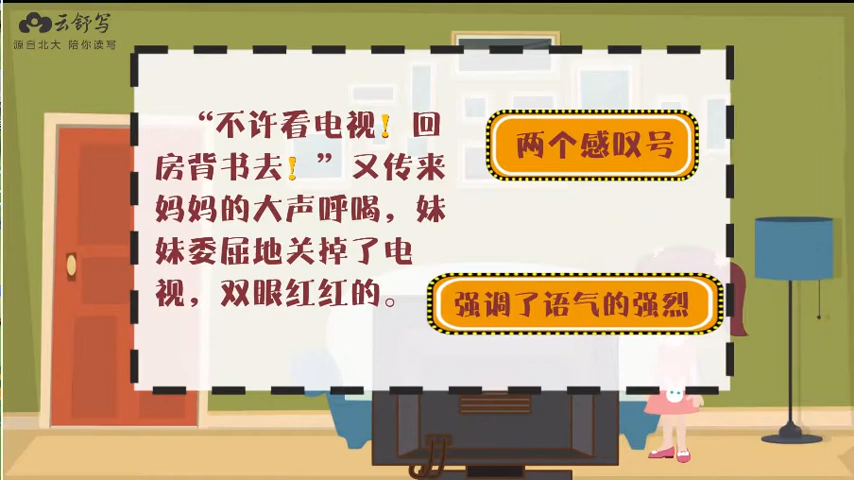 云舒写
源自北大 陪你读写
“不许看电视！回
房背书去！”又传来
妈妈的大声呼喝，妹
妹委屈地关掉了电
视，双眼红红的。
两个感叹号
强调了语气的强烈